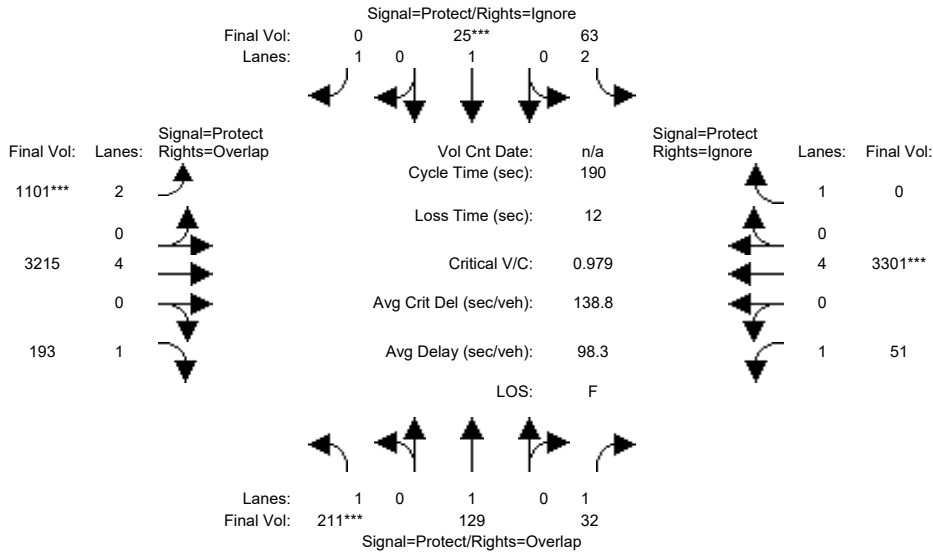 Signal=Protect/Rights=Ignore
Final Vol: 0 25*** 63
Lanes: 1 0 1 0 2
Signal=Protect
Final Vol: Lanes: Rights=Overlap
Vol Cnt Date: n/a
Signal=Protect
Rights=Ignore Lanes: Final Vol:
Cycle Time (sec): 190
1101*** 2
1 0
Loss Time (sec): 12
0
0
3215 4
Critical V/C: 0.979
4 3301***
0
Avg Crit Del (sec/veh): 138.8
0
193 1
Avg Delay (sec/veh): 98.3
1 51
LOS: F
Lanes: 1 0 1 0 1
Final Vol: 211*** 129 32
Signal=Protect/Rights=Overlap